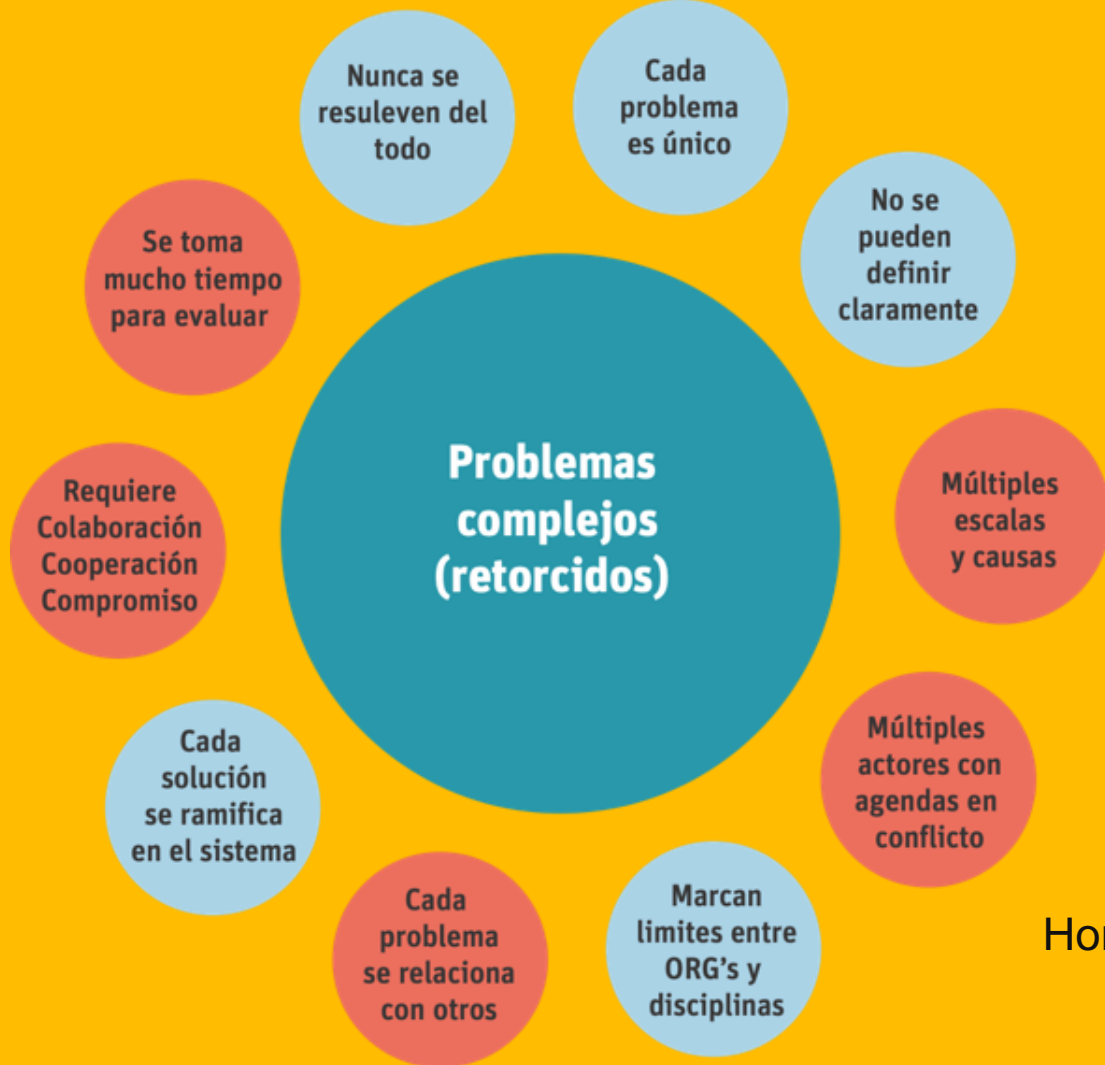 Nunca se
resuleven del
todo
Cada
problema
es único
No se
pueden
definir
claramente
Se toma
mucho tiempo
para evaluar
Problemas
complejos
(retorcidos)
Múltiples
escalas
y causas
Requiere
Colaboración
Cooperación
Compromiso
Múltiples
actores con
agendas en
conflicto
Cada
solución
se ramifica
en el sistema
Cada
problema
se relaciona
con otros
Marcan
limites entre
ORG's y
disciplinas